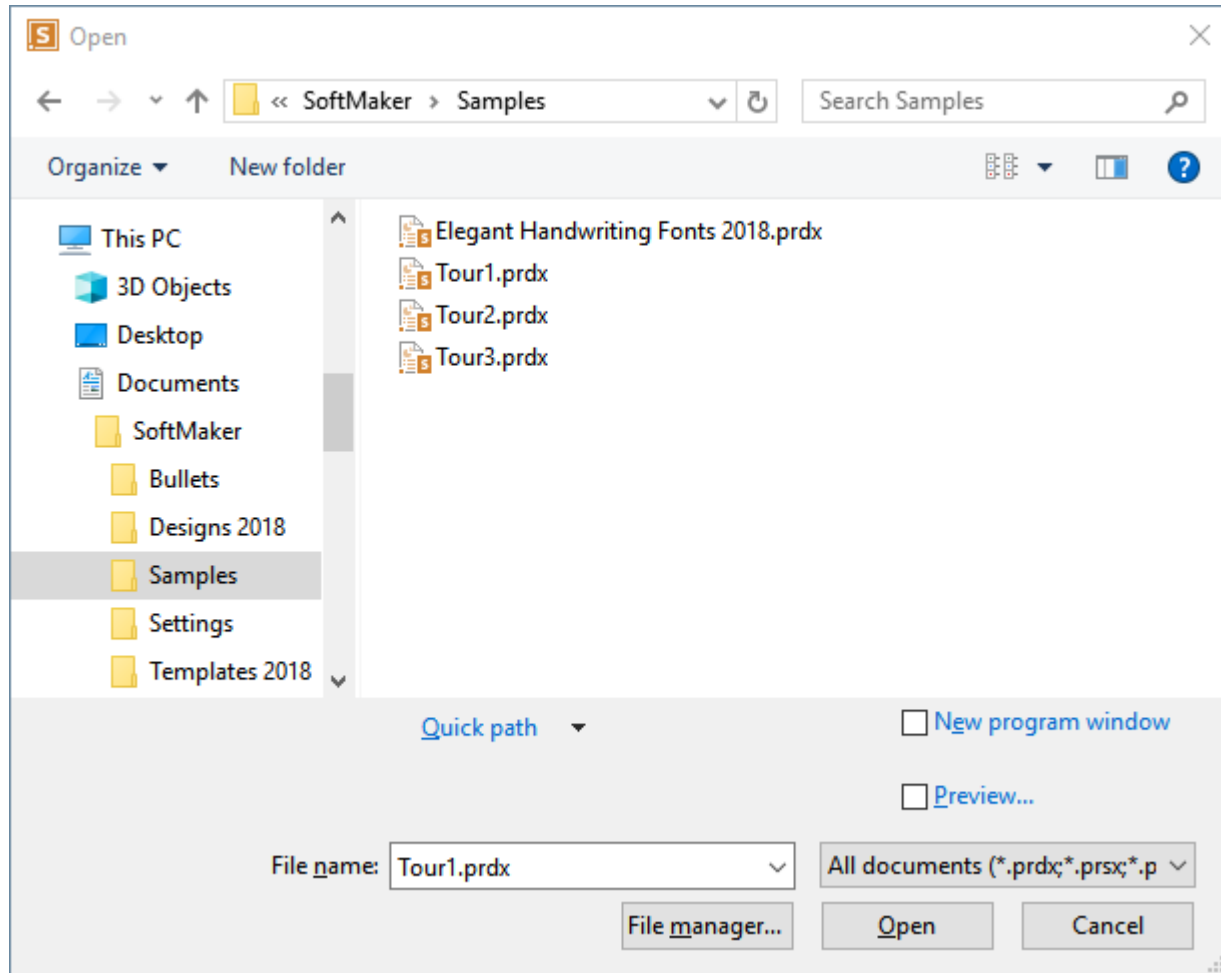 Open
« SoftMaker › Samples
Search Samples
Organize
New folder
This PC
3D Objects
Desktop
Documents
SoftMaker
Bullets
Designs 2018
Samples
Settings
Templates 2018
Elegant Handwriting Fonts 2018.prdx
Tour1.prdx
Tour2.prdx
Tour3.prdx
Quick path
New program window
Preview...
File name: Tour1.prdx
All documents (*.prdx;*.prsx;*.p
File manager...
Open
Cancel